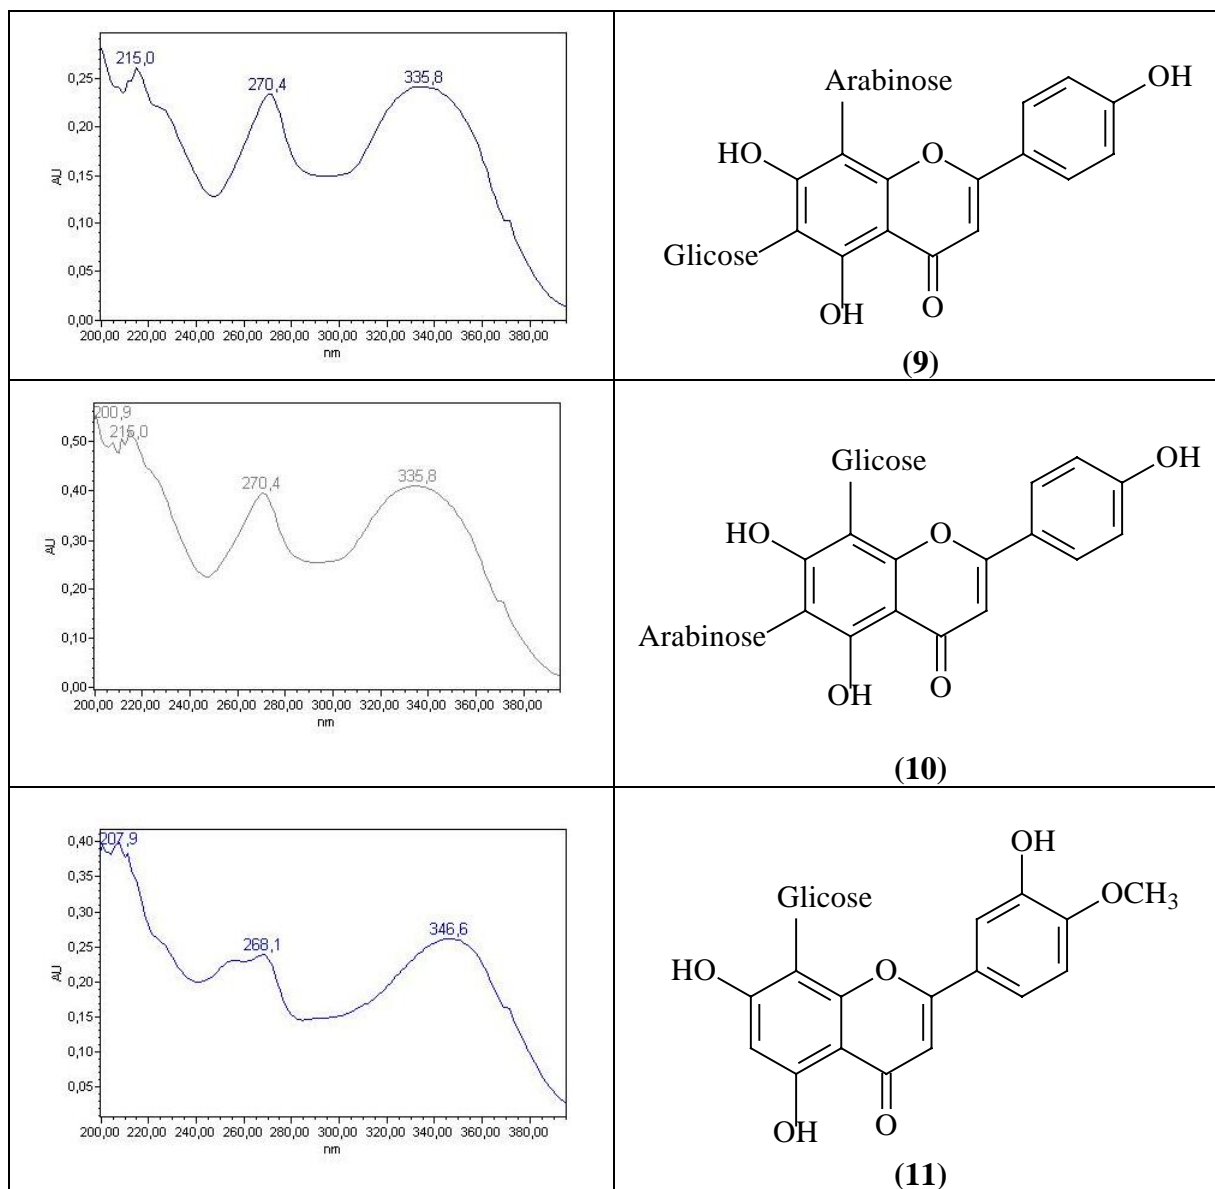 215,0
270,4
335,8
0,25
0,20
0,15
0,10
0,05
0,00
AU
200,00 220,00 240,00 260,00 280,00 300,00 320,00 340,00 360,00 380,00
nm
Arabinose
OH
HO
O
Glicose
OH
O
(9)
200,9
215,0
270,4
335,8
0,50
0,40
0,30
0,20
0,10
0,00
AU
200,00 220,00 240,00 260,00 280,00 300,00 320,00 340,00 360,00 380,00
nm
Glicose
OH
HO
O
Arabinose
OH
O
(10)
207,9
268,1
346,6
0,40
0,35
0,30
0,25
0,20
0,15
0,10
0,05
AU
200,00 220,00 240,00 260,00 280,00 300,00 320,00 340,00 360,00 380,00
nm
OH
Glicose
OCH3
HO
O
OH
O
(11)